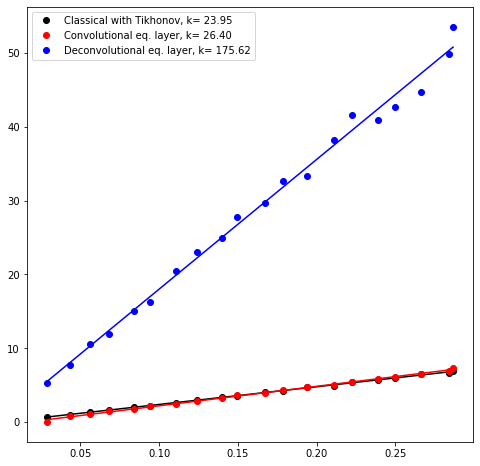 Classical with Tikhonov, k= 23.95
Convolutional eq. layer, k= 26.40
Deconvolutional eq. layer, k= 175.62
50
40
30
20
10
0
0.05 0.10 0.15 0.20 0.25